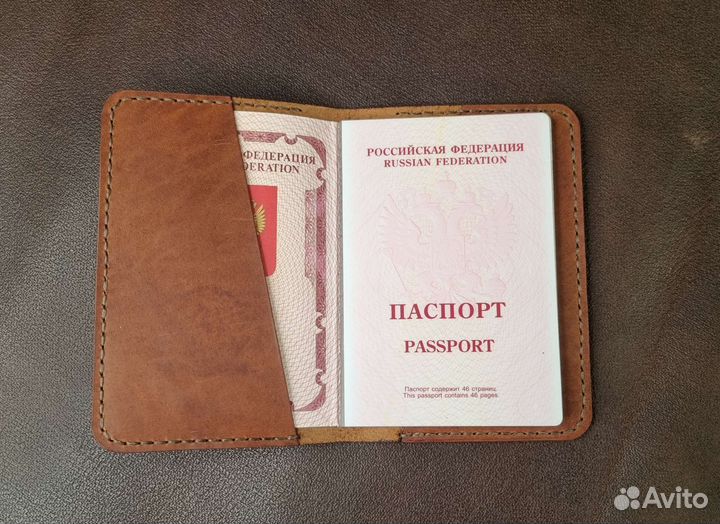 ФЕДЕРАЦИЯ
DERATION
РОССИЙСКАЯ ФЕДЕРАЦИЯ
RUSSIAN FEDERATION
ПАСПОРТ
PASSPORT
Паспорт содержит 46 страниц.
This passport contains 46 pages.
Avito